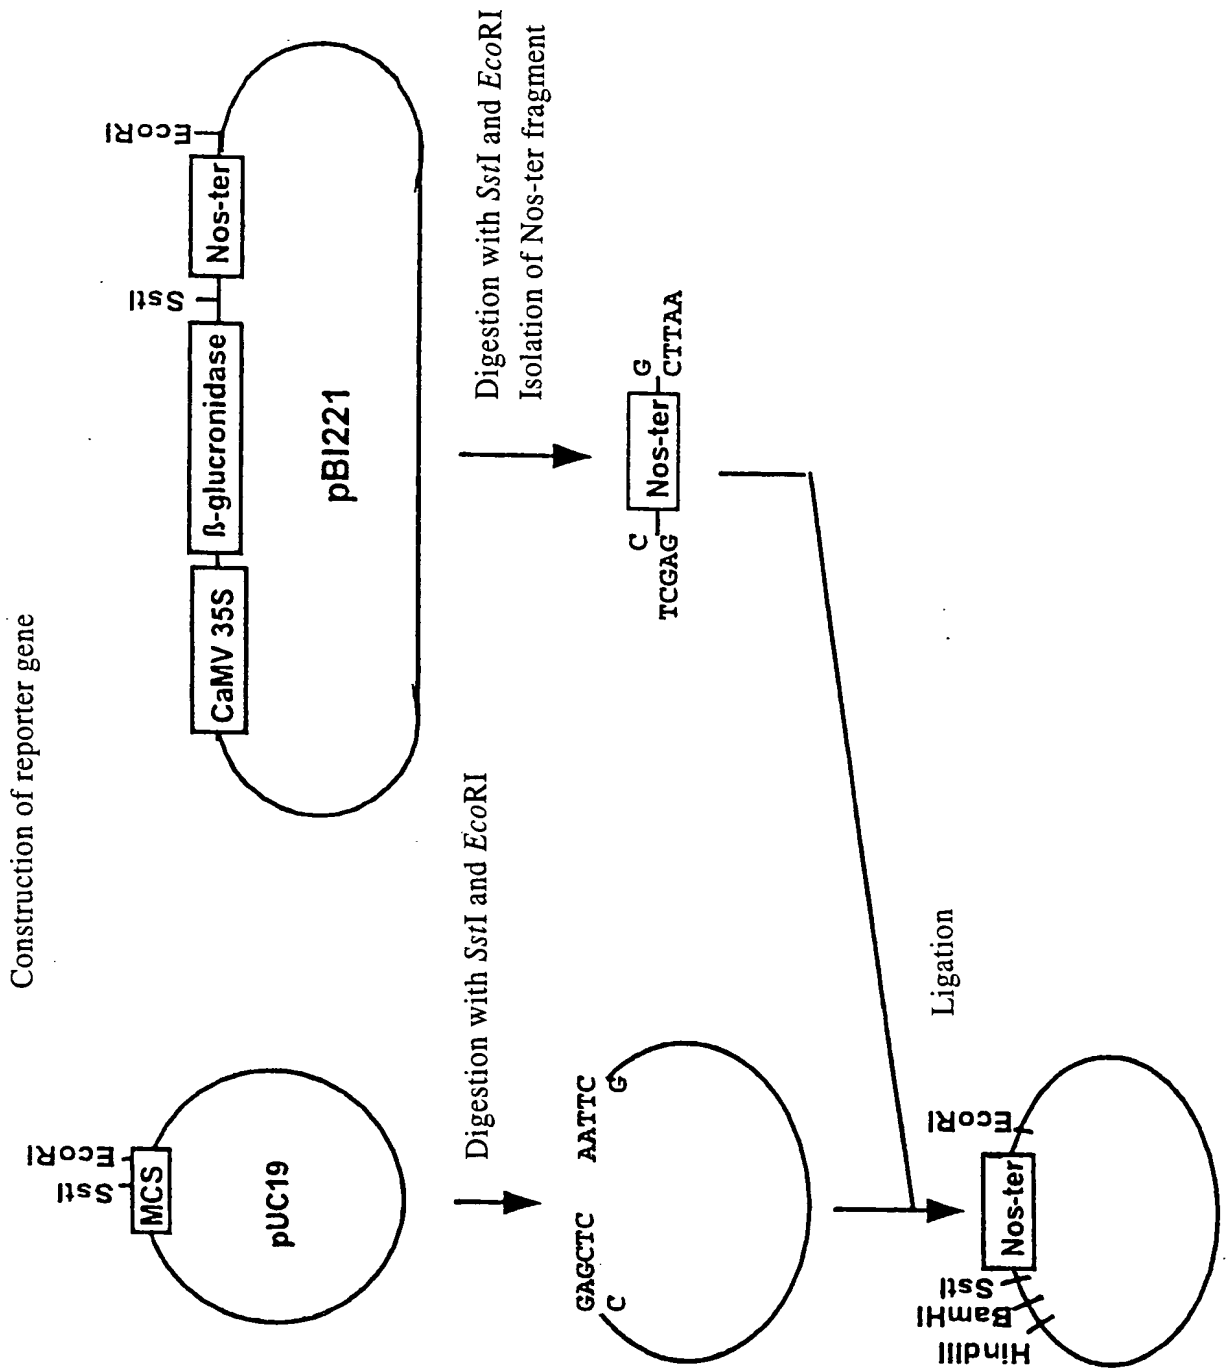 Construction of reporter gene
SstI
EcoRI
MCS
pUC19
CaMV 35S
ß-glucronidase
SstI
Nos-ter
EcoRI
pBI221
Digestion with SstI and EcoRI
Digestion with SstI and EcoRI
Isolation of Nos-ter fragment
GAGCTC
C
AATTC
G
C
TCGAG
Nos-ter
G
CTTAA
Ligation
HindIII
BamHI
SstI
Nos-ter
EcoRI